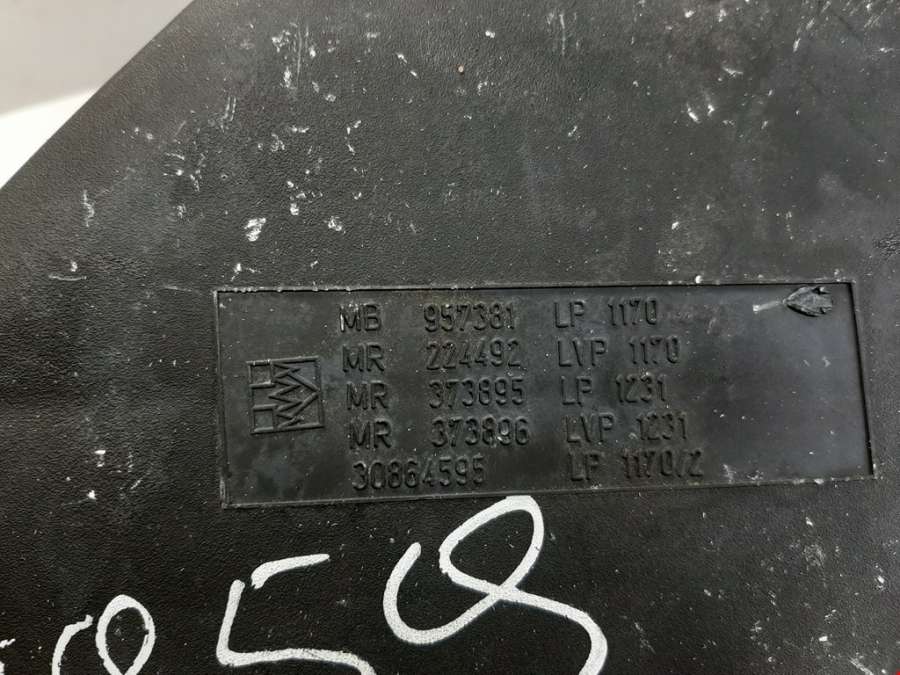 MB 957381 LP 1170
MR 224492 LVP 1170
MR 373895 LP 1231
MR 373896 LVP 1231
30864595 LP 1170/2